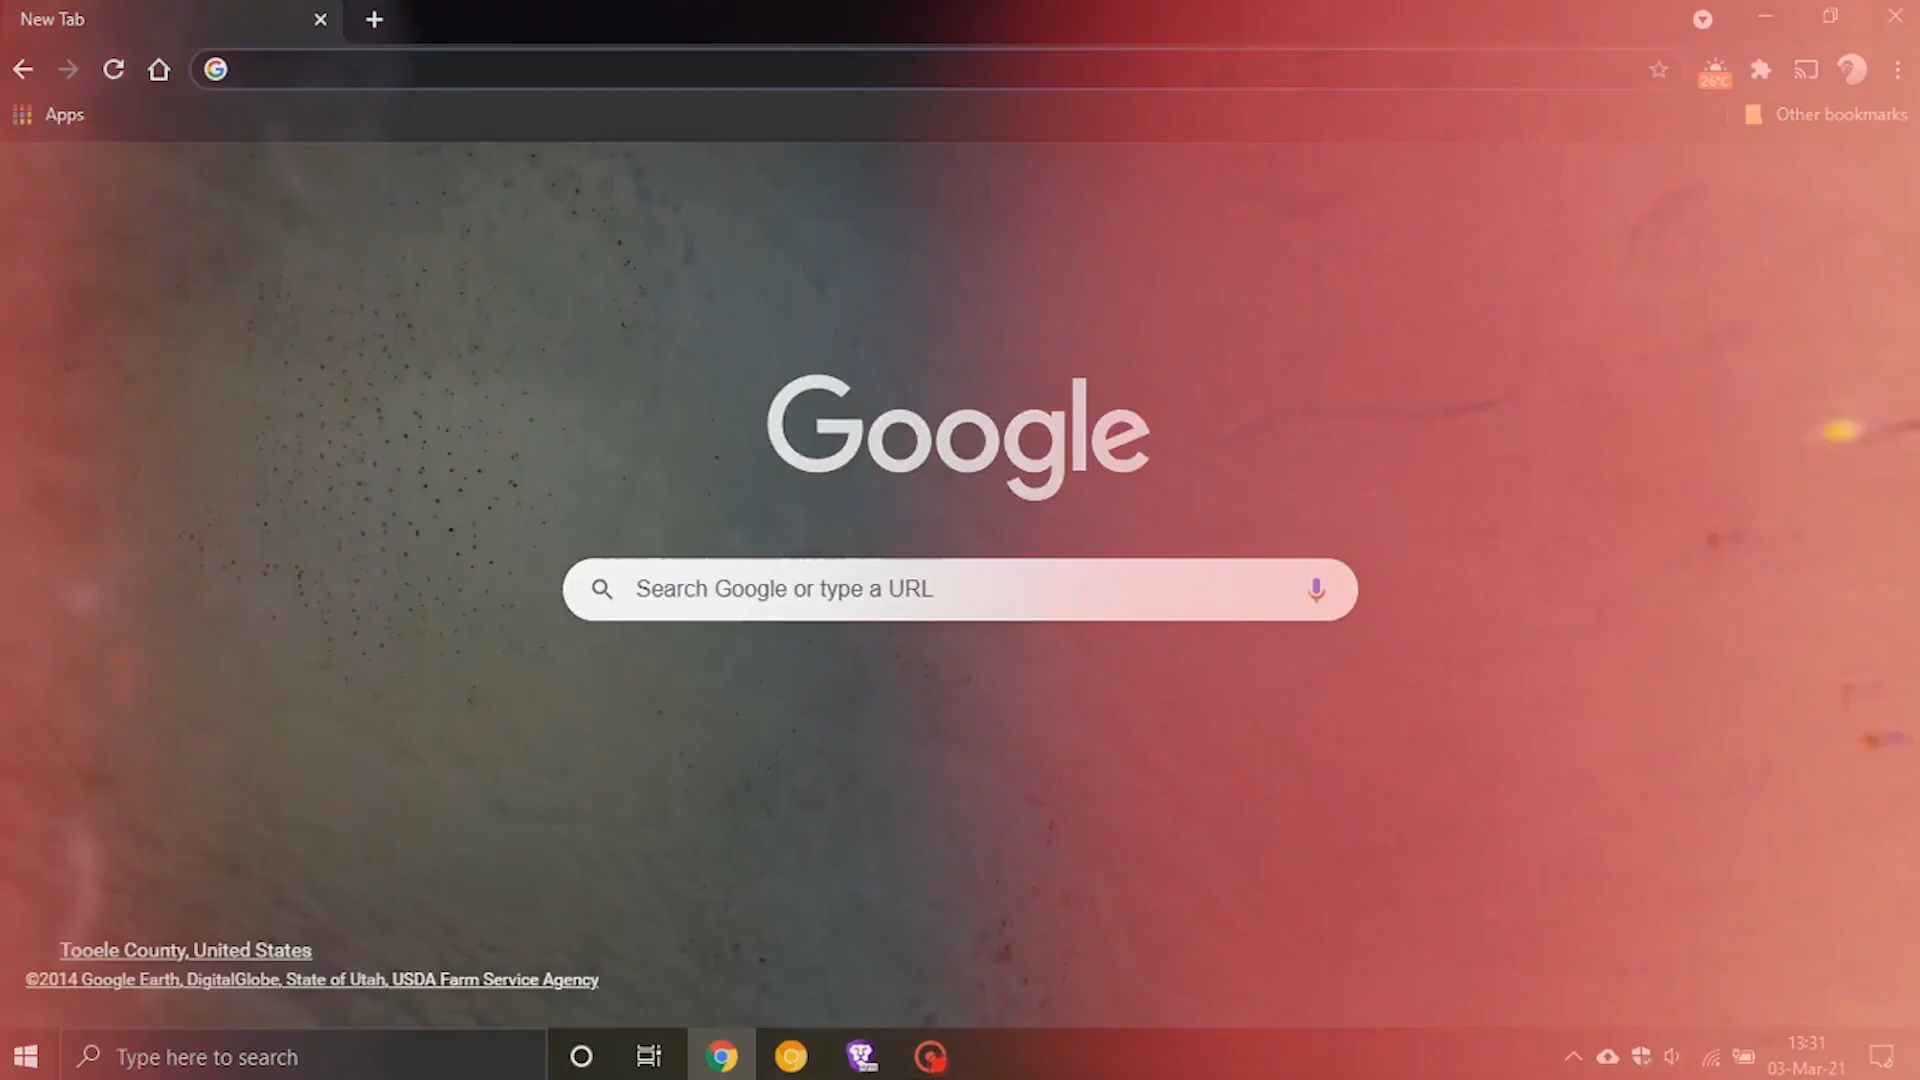 New Tab
26°C
Apps
Other bookmarks
Google
Search Google or type a URL
Tooele County, United States
©2014 Google Earth, DigitalGlobe, State of Utah, USDA Farm Service Agency
Type here to search
13:31
03-Mar-21